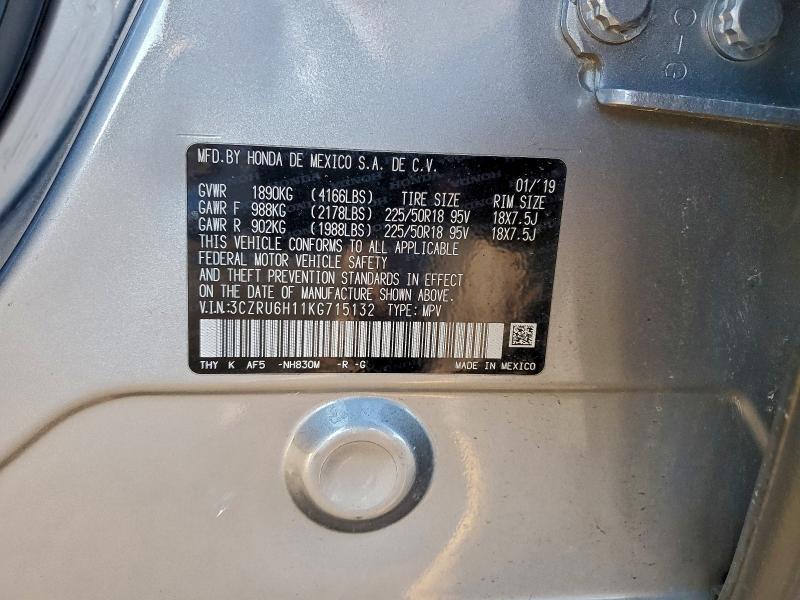 C-G
MFD.BY HONDA DE MEXICO S.A. DE C.V.
01/'19
GVWR 1890KG (4166LBS) TIRE SIZE RIM SIZE
GAWR F 988KG (2178LBS) 225/50R18 95V 18X7.5J
GAWR R 902KG (1988LBS) 225/50R18 95V 18X7.5J
THIS VEHICLE CONFORMS TO ALL APPLICABLE
FEDERAL MOTOR VEHICLE SAFETY
AND THEFT PREVENTION STANDARDS IN EFFECT
ON THE DATE OF MANUFACTURE SHOWN ABOVE.
V.I.N.:3CZRU6H11KG715132 TYPE: MPV
THY K AF5 -NH830M -R -G MADE IN MEXICO